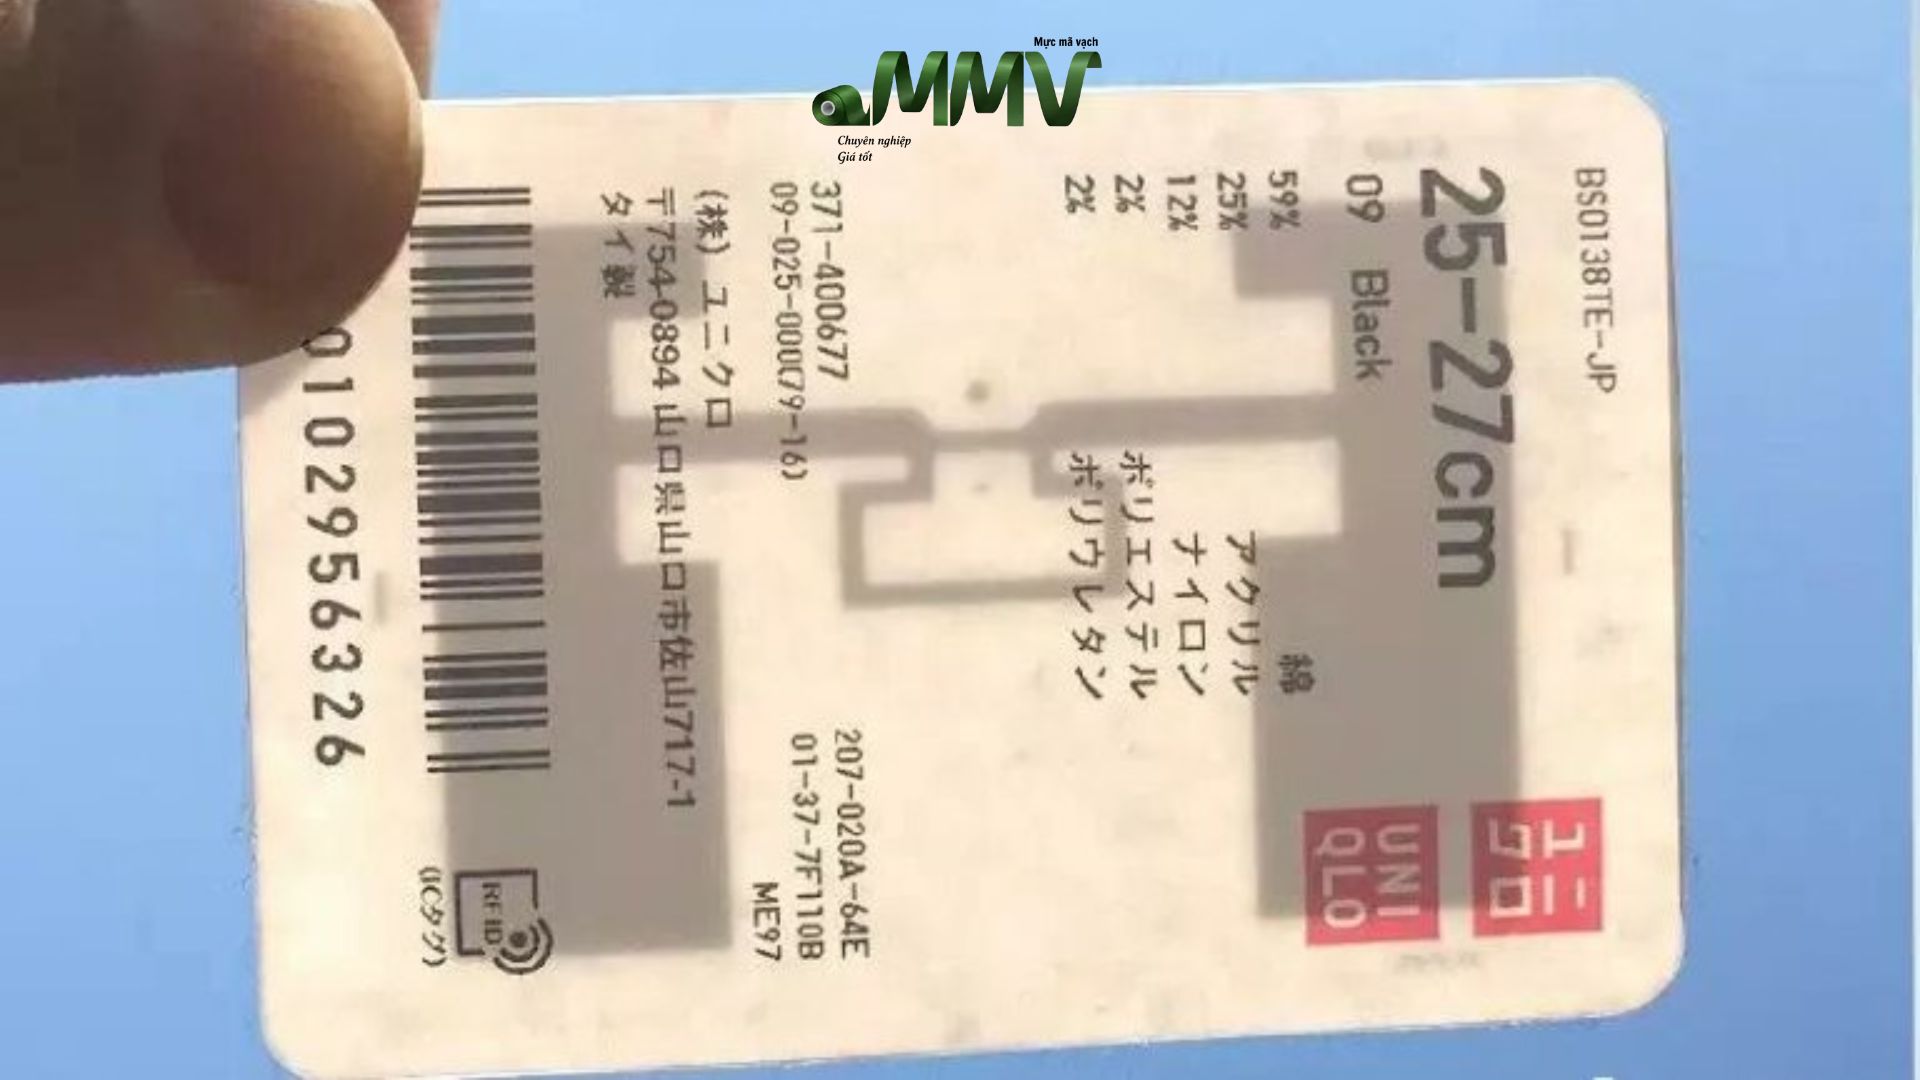 Mực mã vạch
MMV
Chuyên nghiệp
Giá tốt
BS0138TE-JP
ユニ
クロ
UNI
QLO
25-27cm
09 Black
59% 綿
25% アクリル
12% ナイロン
2% ポリエステル
2% ポリウレタン
371-400677
09-025-000079-16)
207-020A-64E
01-37-7F110B
ME97
(株) ユニクロ
〒754-0894 山口県山口市佐山717-1
タイ製
RFID
(ICタグ)
0102956326